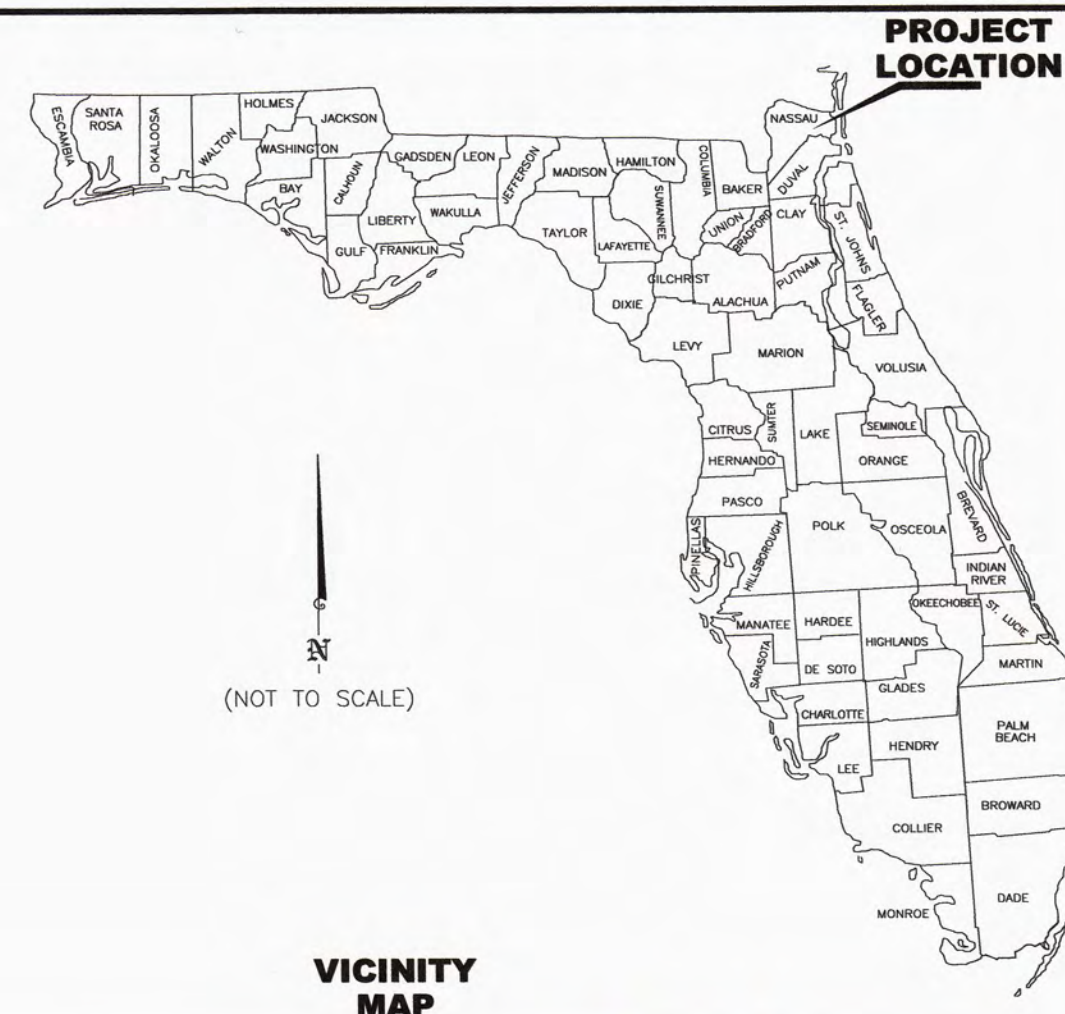 PROJECT
LOCATION
ESCAMBIA
SANTA
ROSA
OKALOOSA
WALTON
HOLMES
WASHINGTON
JACKSON
BAY
CALHOUN
GULF
GADSDEN
LIBERTY
FRANKLIN
LEON
WAKULLA
JEFFERSON
MADISON
TAYLOR
HAMILTON
SUWANNEE
LAFAYETTE
DIXIE
COLUMBIA
GILCHRIST
BAKER
UNION
BRADFORD
NASSAU
DUVAL
CLAY
ST. JOHNS
PUTNAM
FLAGLER
ALACHUA
LEVY
MARION
VOLUSIA
CITRUS
SUMTER
LAKE
SEMINOLE
HERNANDO
ORANGE
PASCO
PINELLAS
HILLSBOROUGH
POLK
OSCEOLA
BREVARD
INDIAN
RIVER
MANATEE
HARDEE
HIGHLANDS
OKEECHOBEE
ST. LUCIE
SARASOTA
DE SOTO
MARTIN
CHARLOTTE
GLADES
LEE
HENDRY
PALM
BEACH
BROWARD
COLLIER
MONROE
DADE
N
(NOT TO SCALE)
VICINITY
MAP